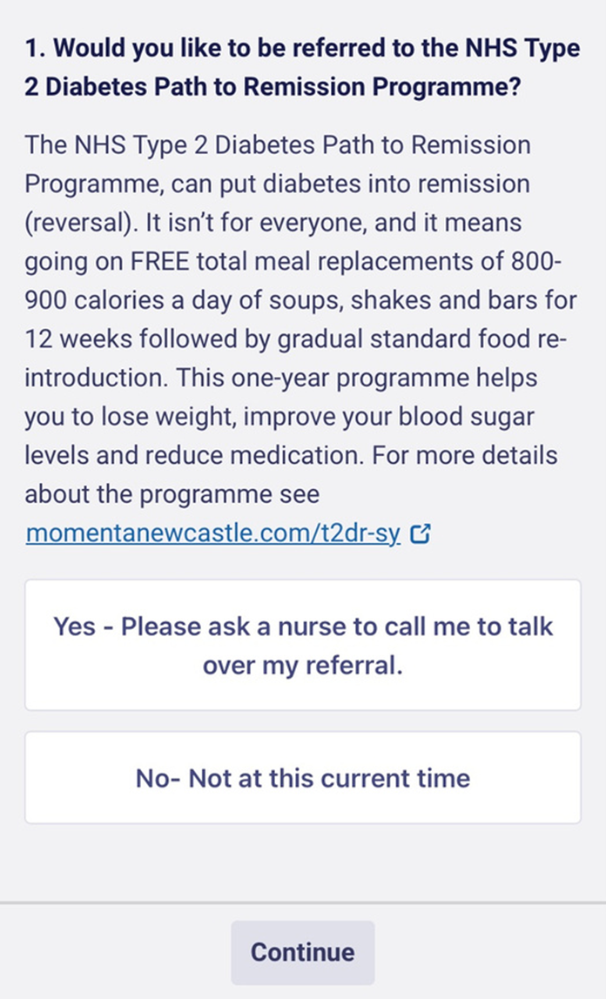 1. Would you like to be referred to the NHS Type
2 Diabetes Path to Remission Programme?
The NHS Type 2 Diabetes Path to Remission
Programme, can put diabetes into remission
(reversal). It isn’t for everyone, and it means
going on FREE total meal replacements of 800-
900 calories a day of soups, shakes and bars for
12 weeks followed by gradual standard food re-
introduction. This one-year programme helps
you to lose weight, improve your blood sugar
levels and reduce medication. For more details
about the programme see
momentanewcastle.com/t2dr-sy
Yes - Please ask a nurse to call me to talk
over my referral.
No- Not at this current time
Continue